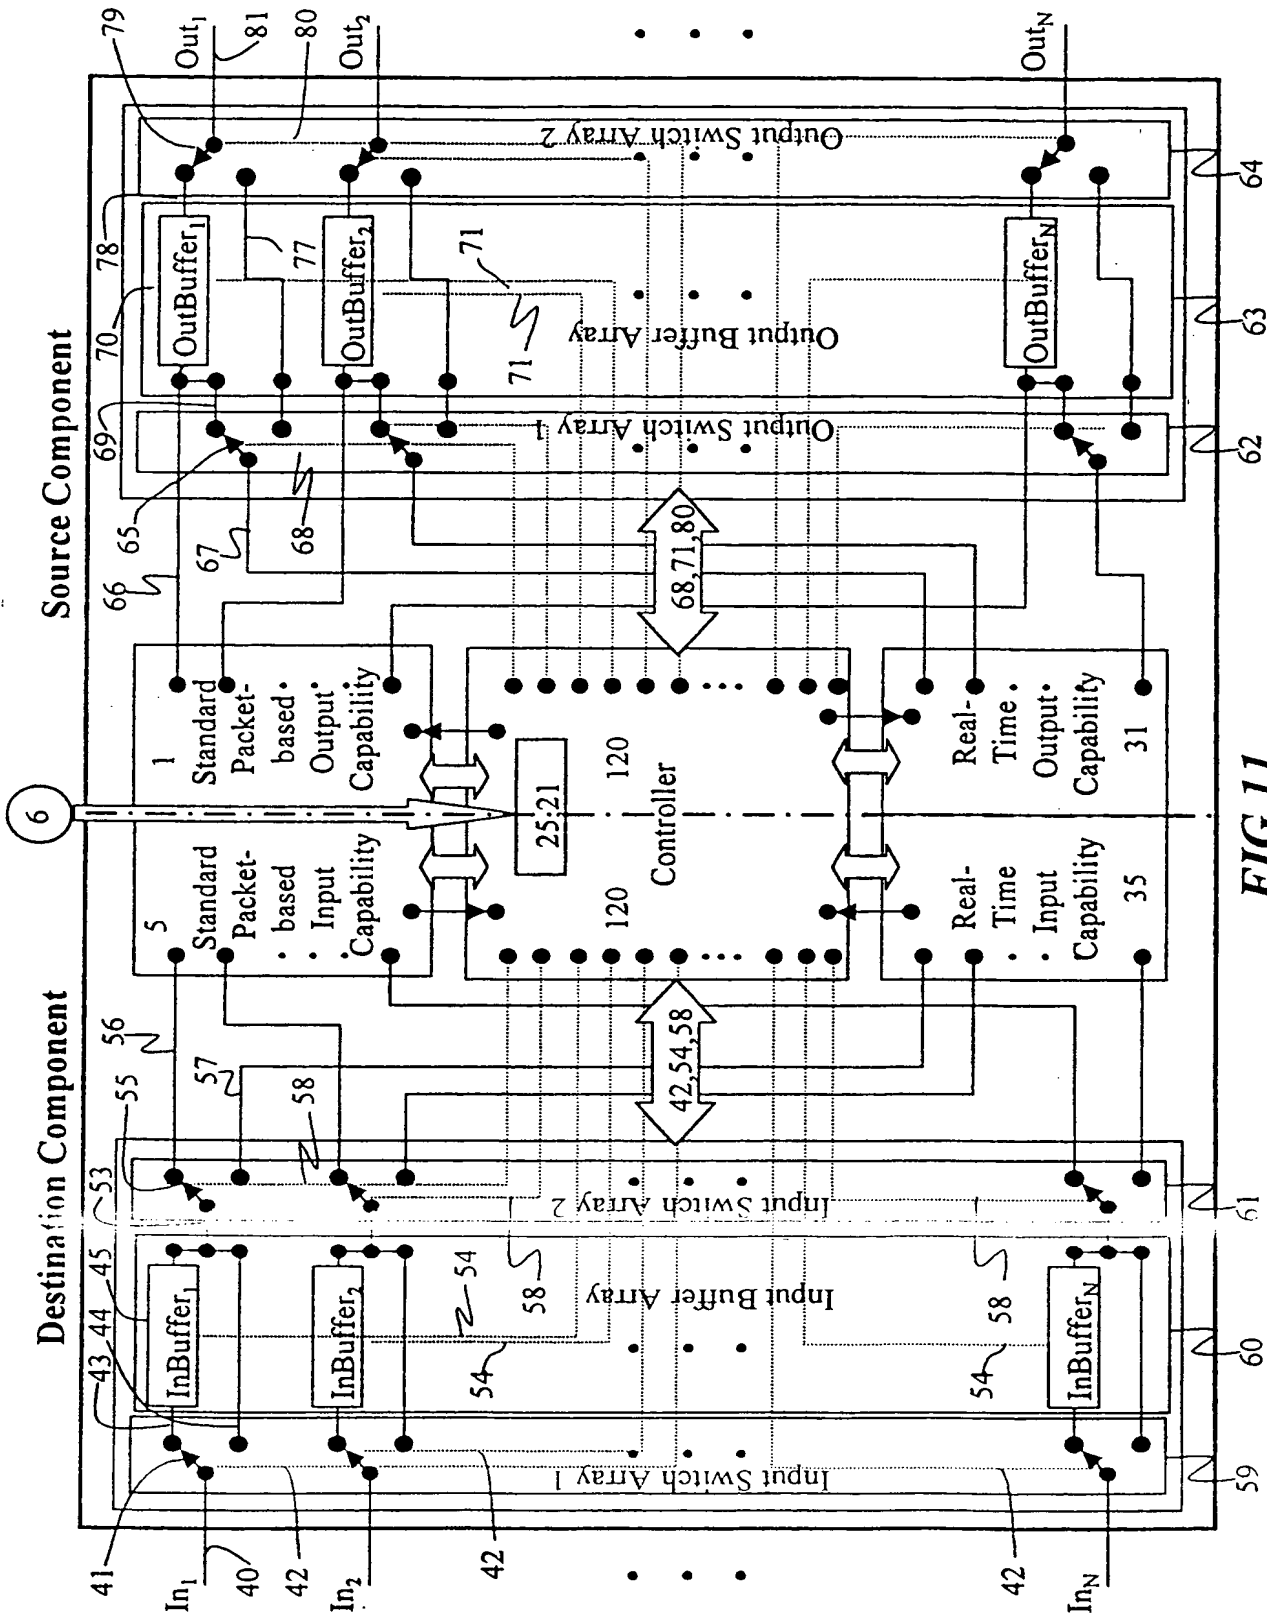 Destination Component
Source Component
6
41
43
44
45
53
55
56
57
58
65
66
67
68
69
70
78
77
79
Out₁
81
80
Out₂
Out_N
In₁
40
42
In₂
42
42
In_N
InBuffer₁
InBuffer₂
InBuffer_N
54
54
54
58
58
Input Switch Array 1
Input Buffer Array
Input Switch Array 2
59
60
61
5
Standard
Packet-
based
Input
Capability
1
Standard
Packet-
based
Output
Capability
25:21
120
120
Controller
42,54,58
68,71,80
Real-
Time
Input
Capability
35
Real-
Time
Output
Capability
31
OutBuffer₁
OutBuffer₂
OutBuffer_N
71
71
Output Switch Array 1
Output Buffer Array
Output Switch Array 2
62
63
64
FIG 11